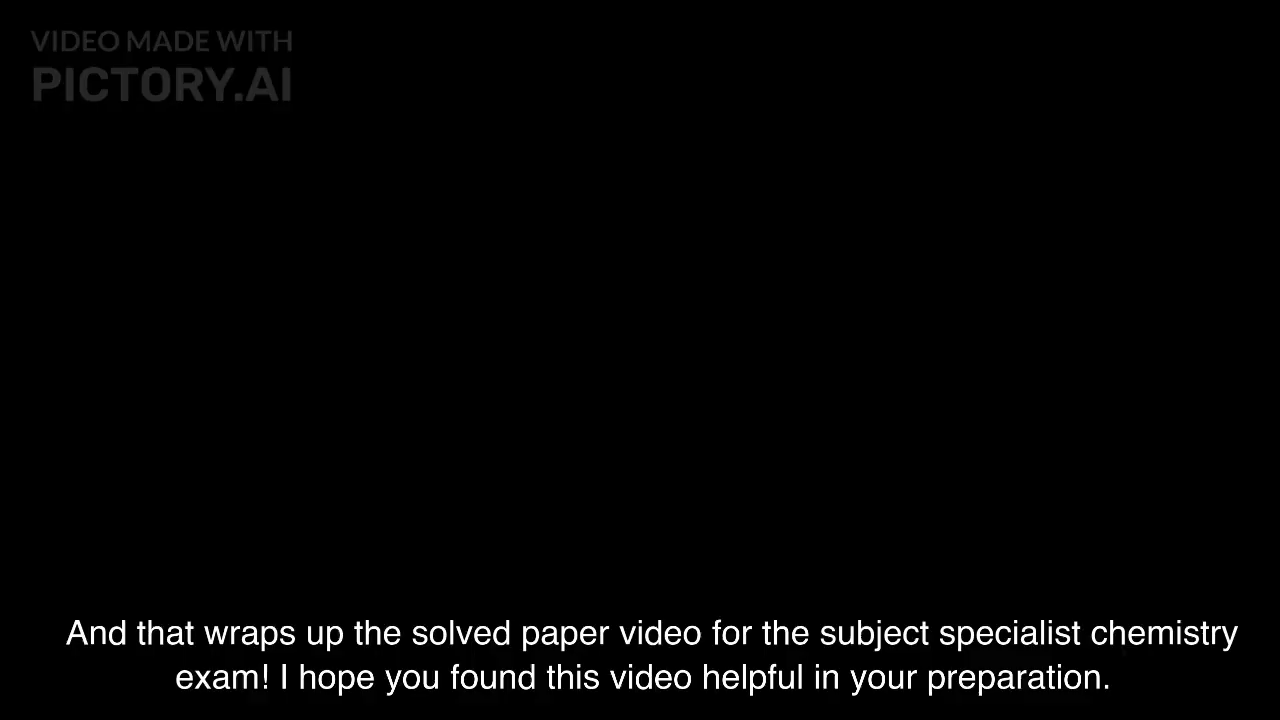 VIDEO MADE WITH
PICTORY.AI
And that wraps up the solved paper video for the subject specialist chemistry
exam! I hope you found this video helpful in your preparation.